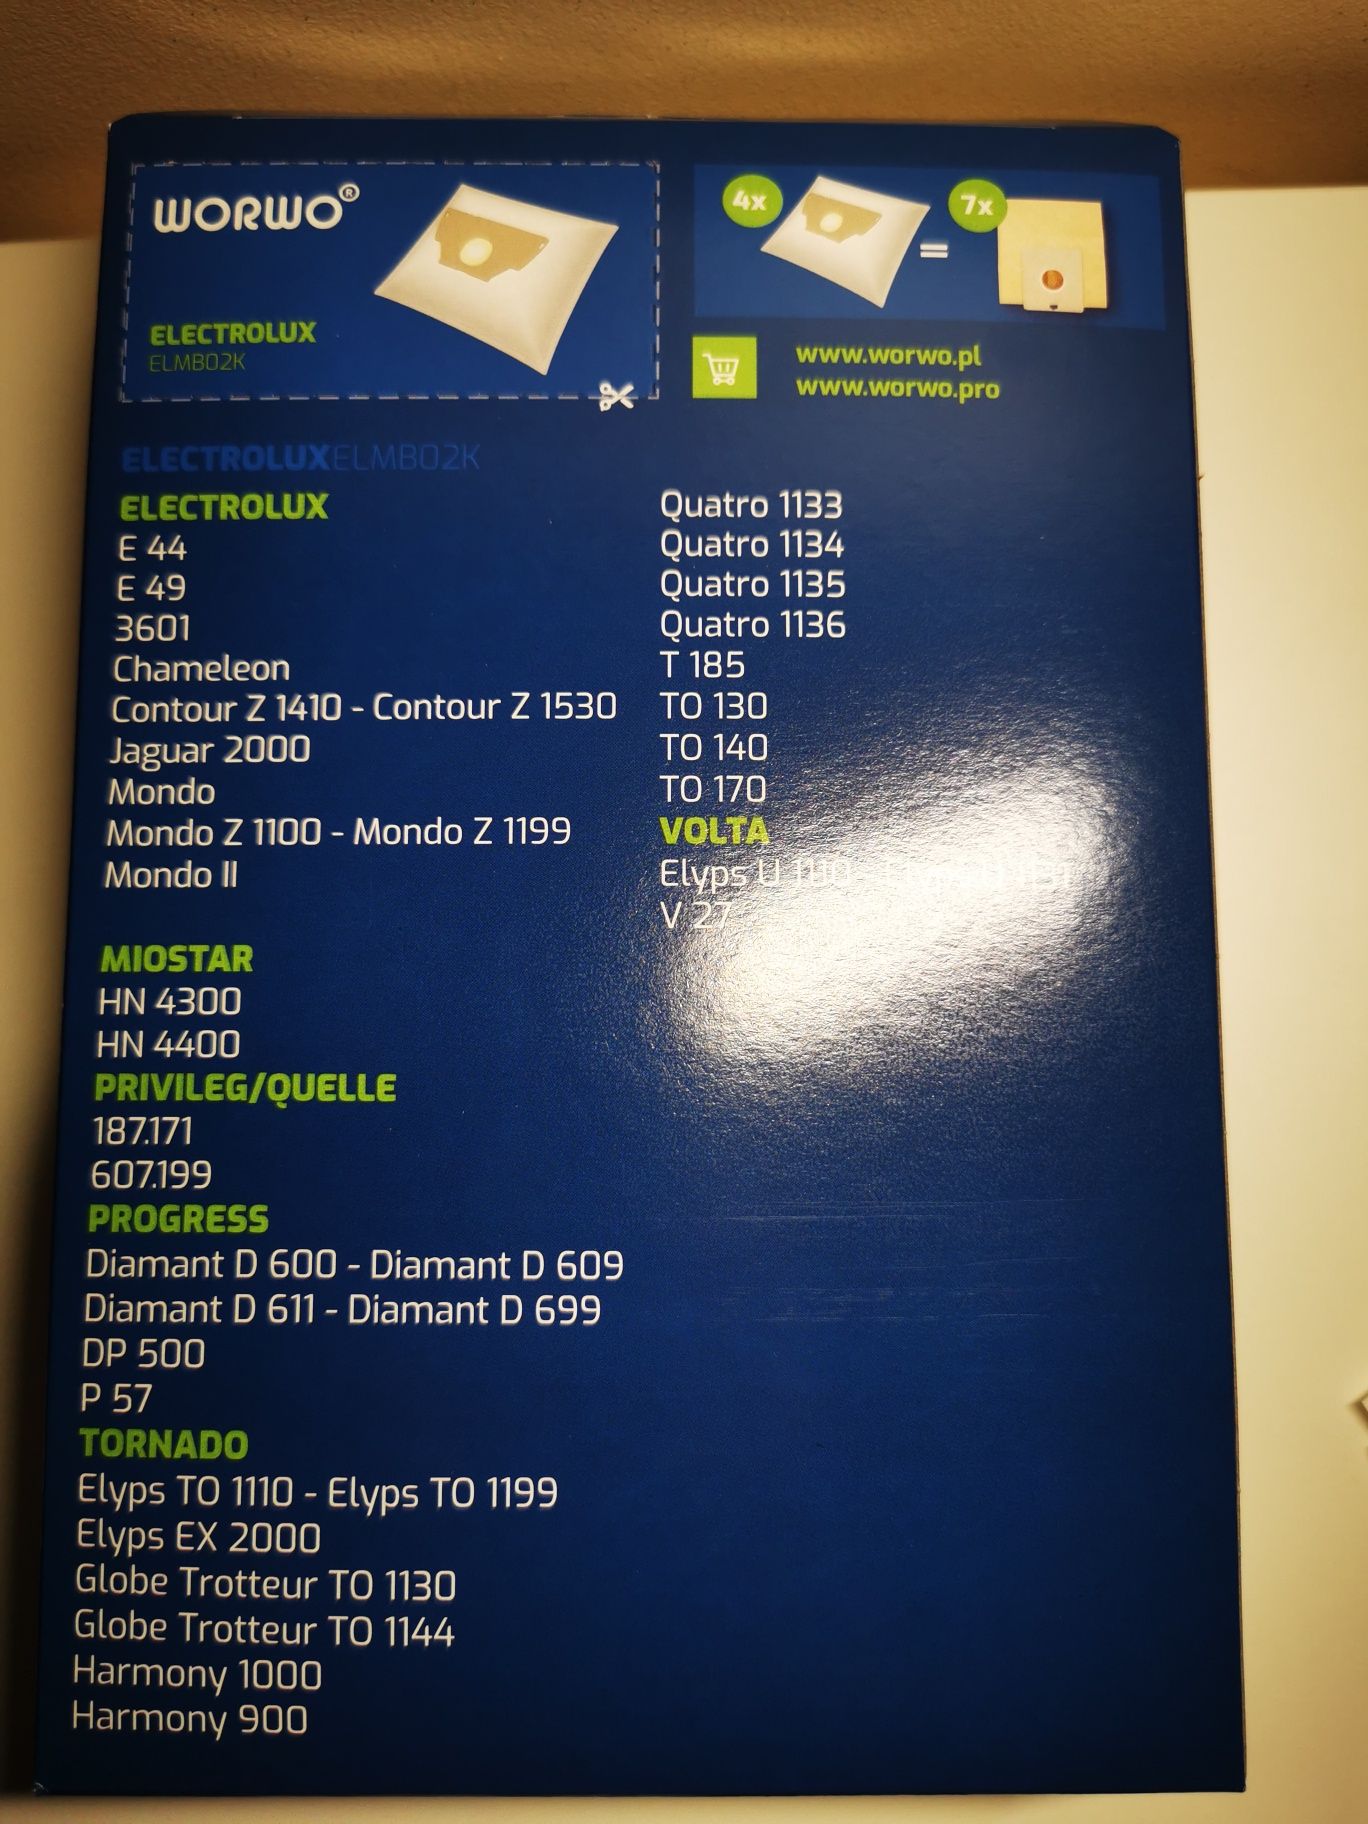 WORWO®
ELECTROLUX
ELMB02K
4x
=
7x
www.worwo.pl
www.worwo.pro
ELECTROLUXELMB02K
ELECTROLUX
E 44
E 49
3601
Chameleon
Contour Z 1410 - Contour Z 1530
Jaguar 2000
Mondo
Mondo Z 1100 - Mondo Z 1199
Mondo II
MIOSTAR
HN 4300
HN 4400
PRIVILEG/QUELLE
187.171
607.199
PROGRESS
Diamant D 600 - Diamant D 609
Diamant D 611 - Diamant D 699
DP 500
P 57
TORNADO
Elyps TO 1110 - Elyps TO 1199
Elyps EX 2000
Globe Trotteur TO 1130
Globe Trotteur TO 1144
Harmony 1000
Harmony 900
Quatro 1133
Quatro 1134
Quatro 1135
Quatro 1136
T 185
TO 130
TO 140
TO 170
VOLTA
Elyps U
V 27